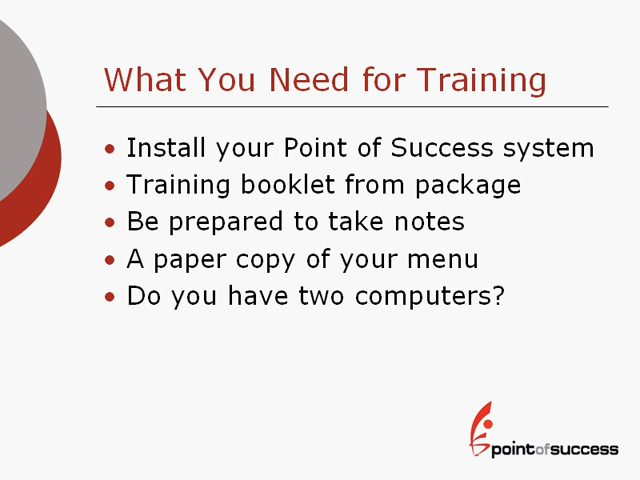 What You Need for Training
Install your Point of Success system
Training booklet from package
Be prepared to take notes
A paper copy of your menu
Do you have two computers?
pointofsuccess